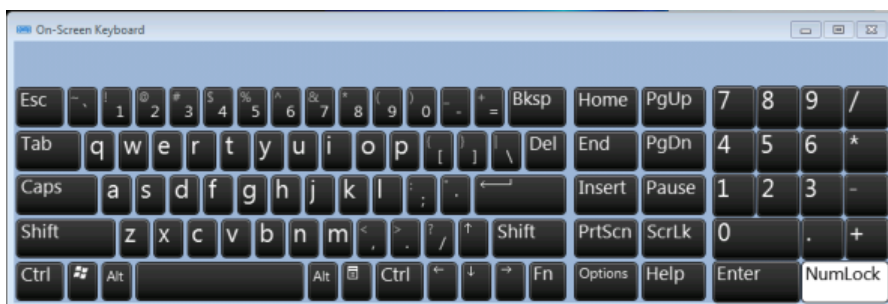 On-Screen Keyboard
Esc ~ ` ! 1 @ 2 # 3 $ 4 % 5 ^ 6 & 7 * 8 ( 9 ) 0 _ - + = Bksp Home PgUp 7 8 9 /
Tab q w e r t y u i o p { [ } ] | \ Del End PgDn 4 5 6 *
Caps a s d f g h j k l : ; " ' Insert Pause 1 2 3 -
Shift z x c v b n m < , > . ? / ↑ Shift PrtScn ScrLk 0 . +
Ctrl Alt Alt Ctrl ← ↓ → Fn Options Help Enter NumLock